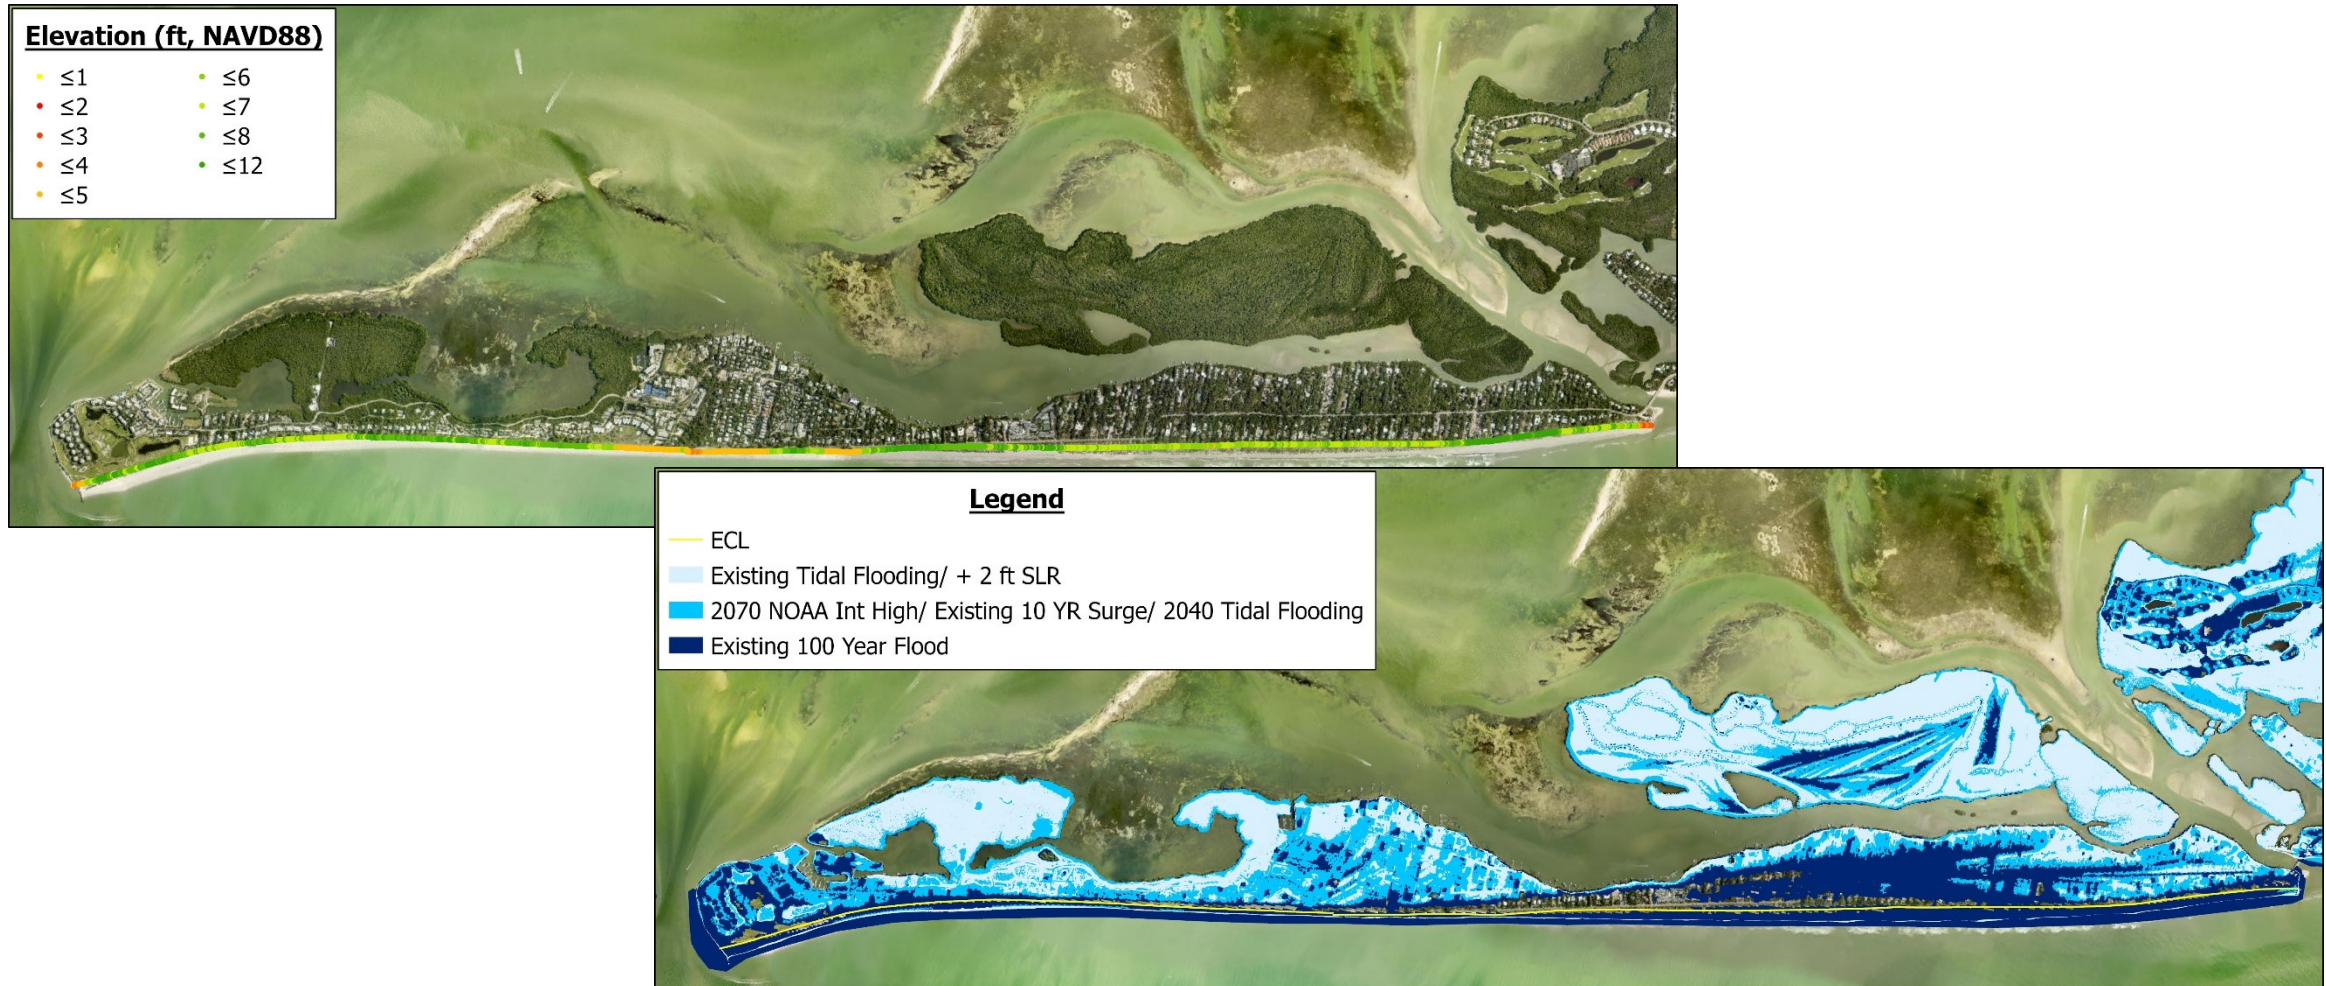 Elevation (ft, NAVD88)
≤1
≤2
≤3
≤4
≤5
≤6
≤7
≤8
≤12
Legend
ECL
Existing Tidal Flooding/ + 2 ft SLR
2070 NOAA Int High/ Existing 10 YR Surge/ 2040 Tidal Flooding
Existing 100 Year Flood